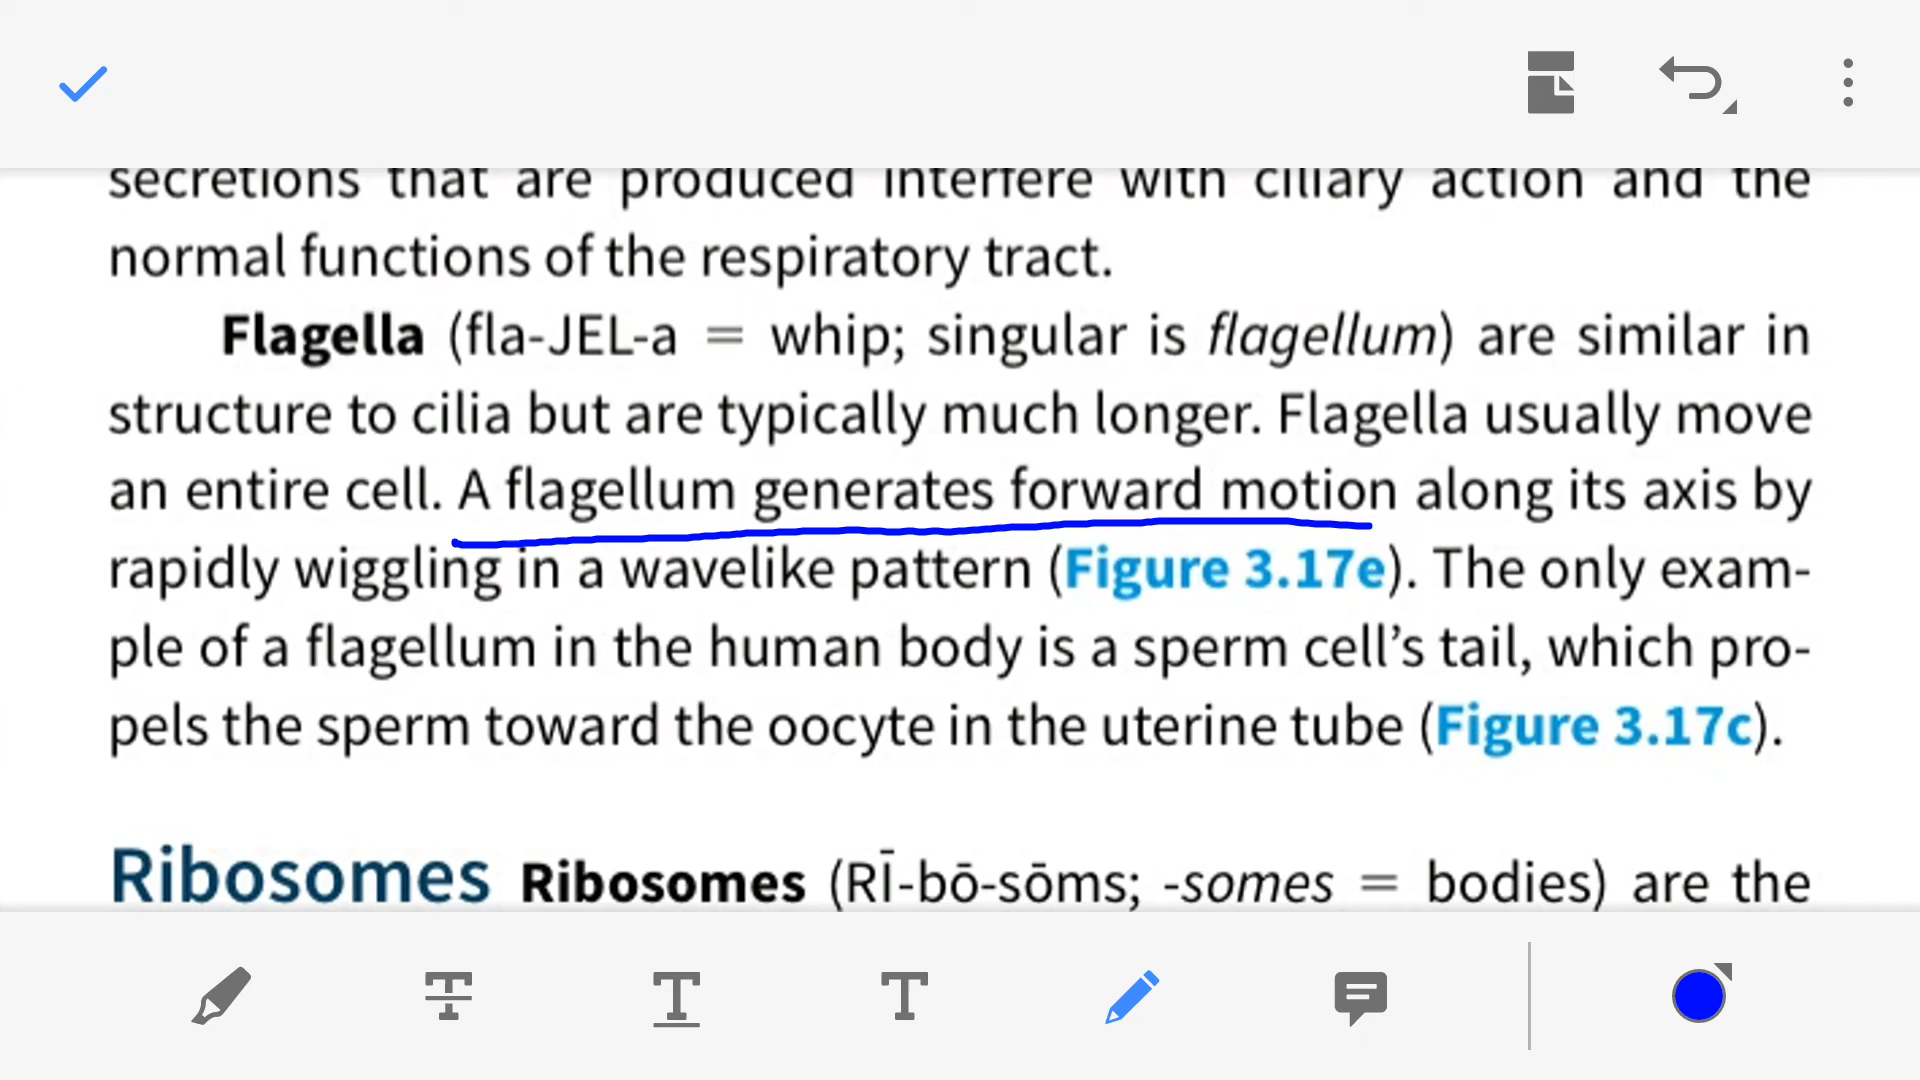 secretions that are produced interfere with ciliary action and the
normal functions of the respiratory tract.
Flagella (fla-JEL-a = whip; singular is flagellum) are similar in
structure to cilia but are typically much longer. Flagella usually move
an entire cell. A flagellum generates forward motion along its axis by
rapidly wiggling in a wavelike pattern (Figure 3.17e). The only exam-
ple of a flagellum in the human body is a sperm cell’s tail, which pro-
pels the sperm toward the oocyte in the uterine tube (Figure 3.17c).
Ribosomes Ribosomes (RĪ-bō-sōms; -somes = bodies) are the